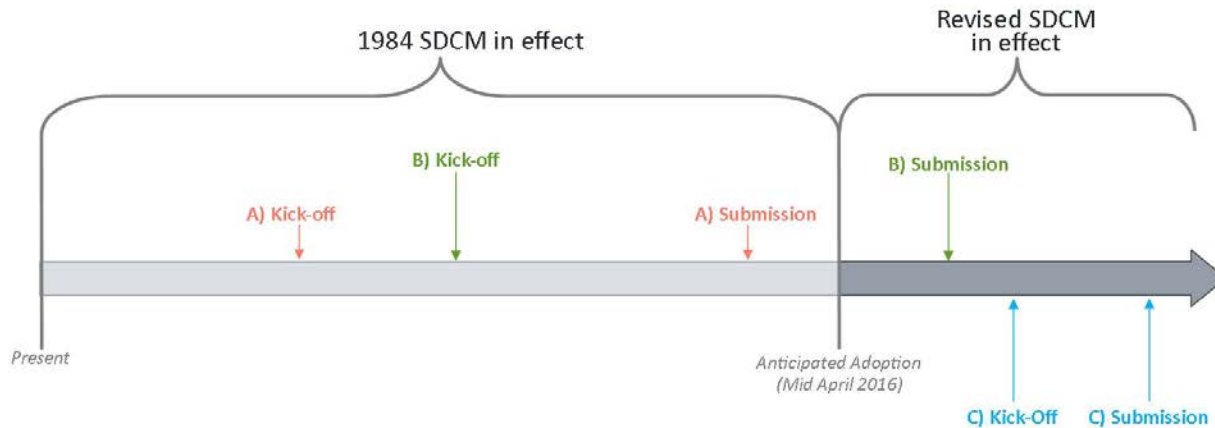 1984 SDCM in effect
Revised SDCM
in effect
B) Kick-off
B) Submission
A) Kick-off
A) Submission
Present
Anticipated Adoption
(Mid April 2016)
C) Kick-Off
C) Submission